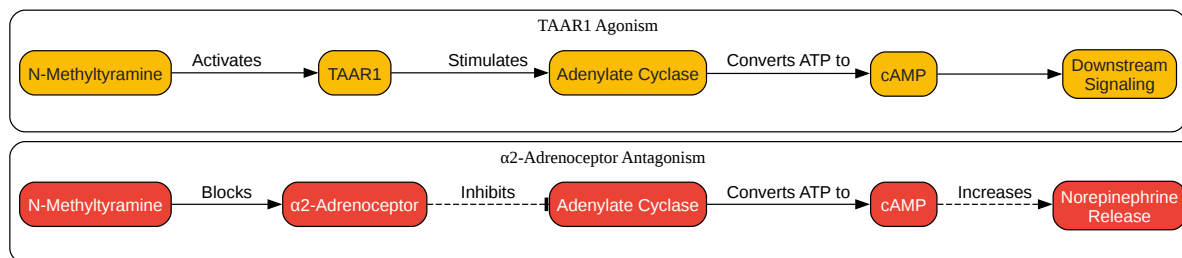 TAAR1 Agonism
N-Methyltyramine
Activates
TAAR1
Stimulates
Adenylate Cyclase
Converts ATP to
cAMP
Downstream
Signaling
α2-Adrenoceptor Antagonism
N-Methyltyramine
Blocks
α2-Adrenoceptor
Inhibits
Adenylate Cyclase
Converts ATP to
cAMP
Increases
Norepinephrine
Release